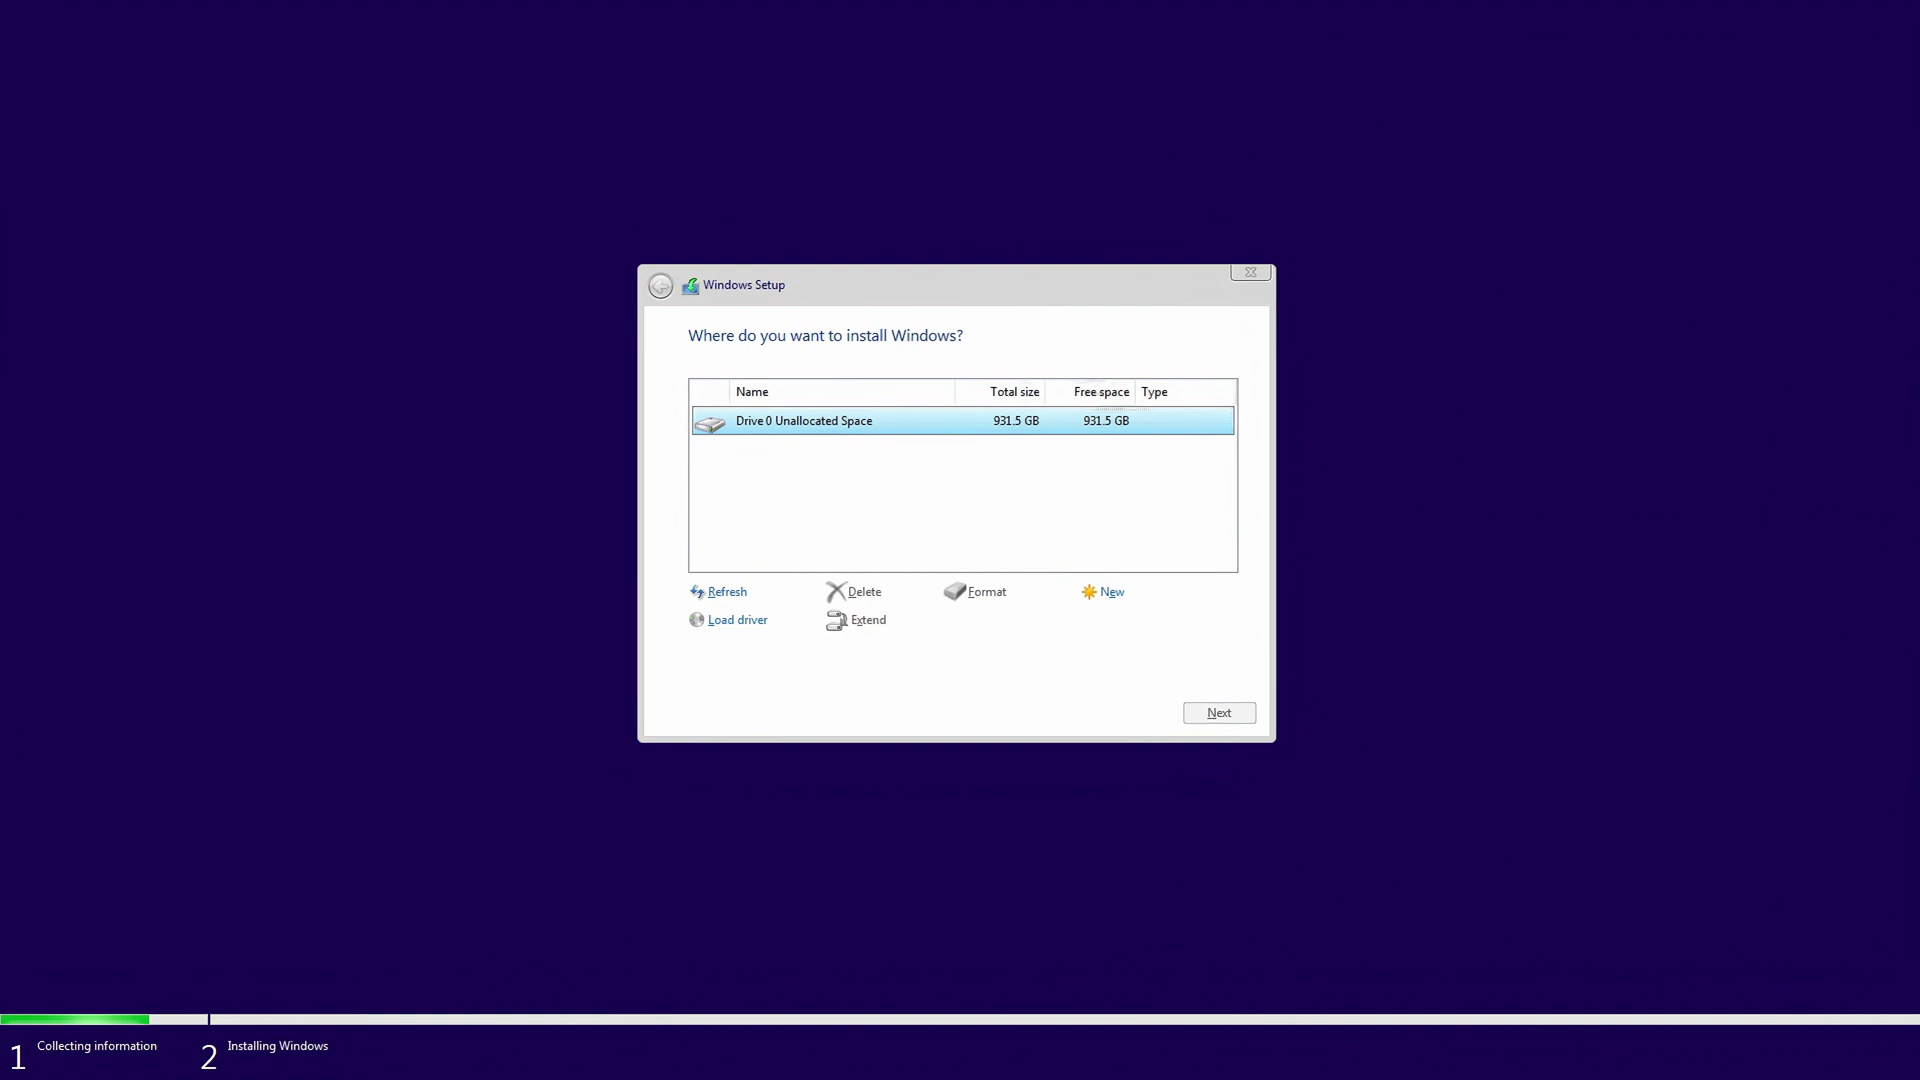 Windows Setup
Where do you want to install Windows?
Name Total size Free space Type
Drive 0 Unallocated Space 931.5 GB 931.5 GB
Refresh Delete Format New
Load driver Extend
Next
1 Collecting information 2 Installing Windows